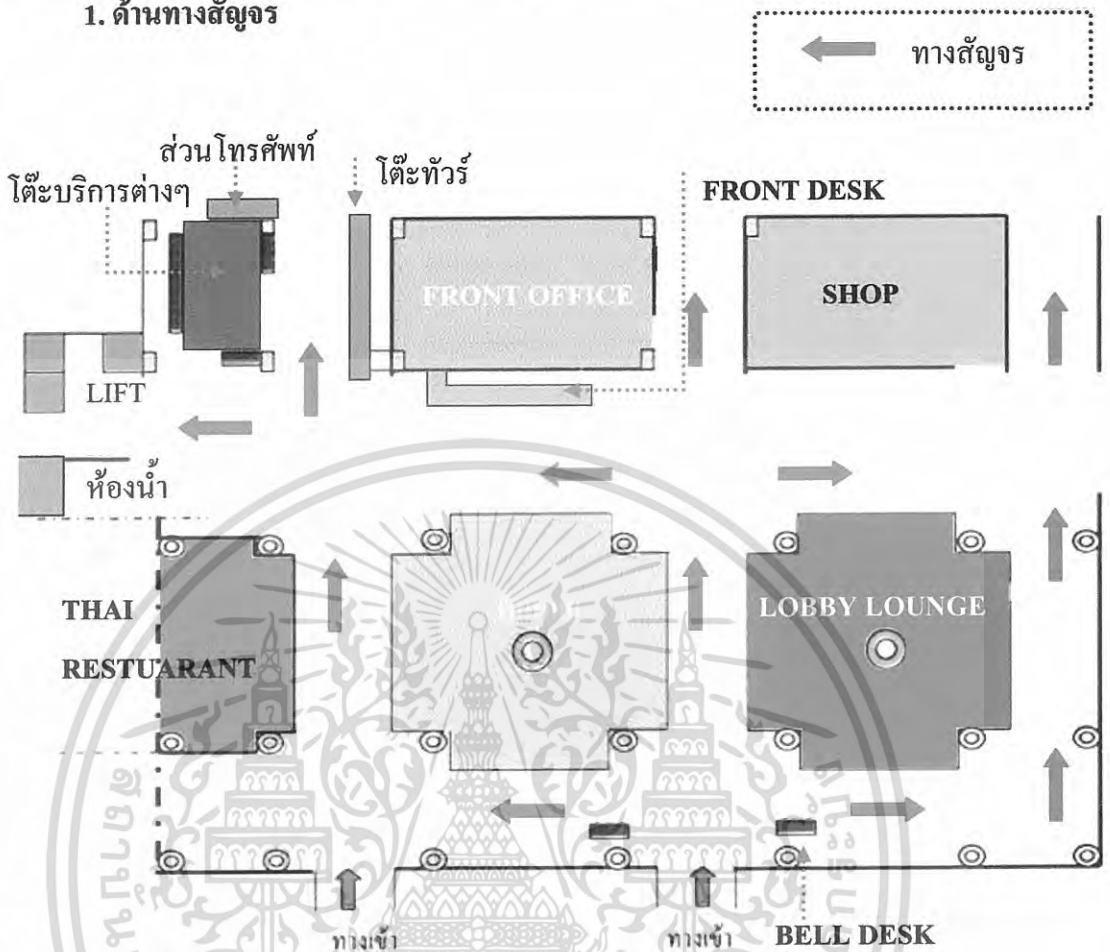 1. ด้านทางสัญจร
ทางสัญจร
ส่วนโทรศัพท์
โต๊ะบริการต่างๆ
โต๊ะทัวร์
FRONT DESK
FRONT OFFICE
SHOP
LIFT
ห้องน้ำ
THAI
RESTUARANT
LOBBY LOUNGE
ทางเข้า
ทางเข้า
BELL DESK